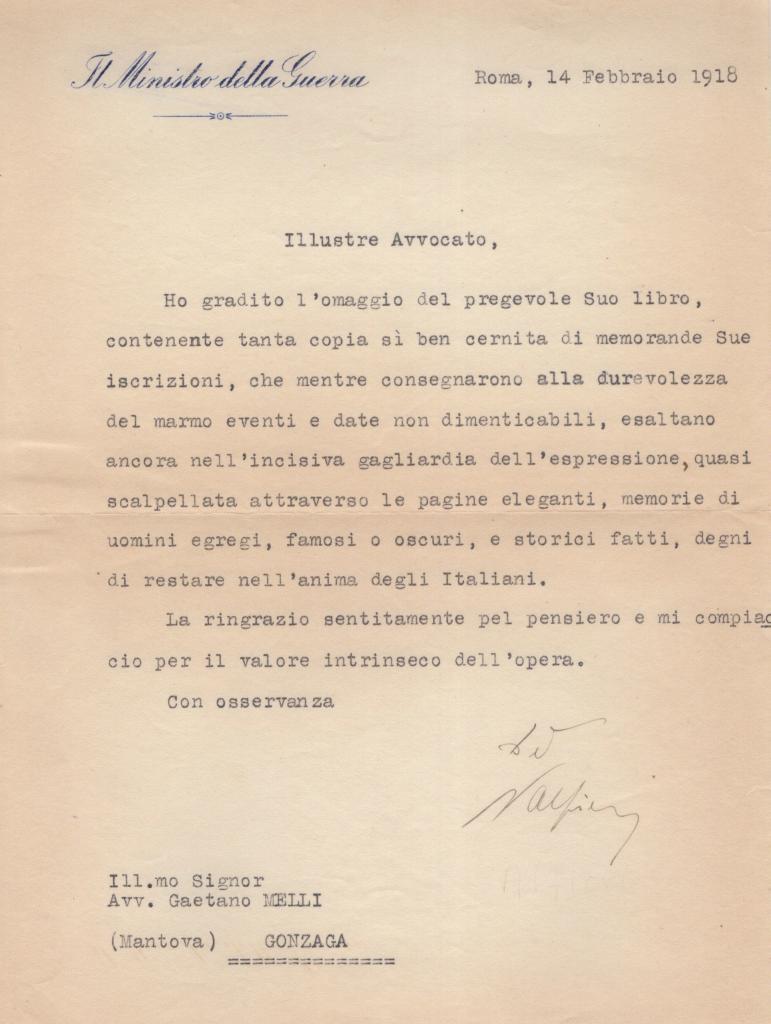 Il Ministro della Guerra
Roma, 14 Febbraio 1918
Illustre Avvocato,
Ho gradito l'omaggio del pregevole Suo libro,
contenente tanta copia sì ben cernita di memorande Sue
iscrizioni, che mentre consegnarono alla durevolezza
del marmo eventi e date non dimenticabili, esaltano
ancora nell'incisiva gagliardia dell'espressione, quasi
scalpellata attraverso le pagine eleganti, memorie di
uomini egregi, famosi o oscuri, e storici fatti, degni
di restare nell'anima degli Italiani.
La ringrazio sentitamente pel pensiero e mi compiac
cio per il valore intrinseco dell'opera.
Con osservanza
Ill.mo Signor
Avv. Gaetano MELLI
(Mantova) GONZAGA